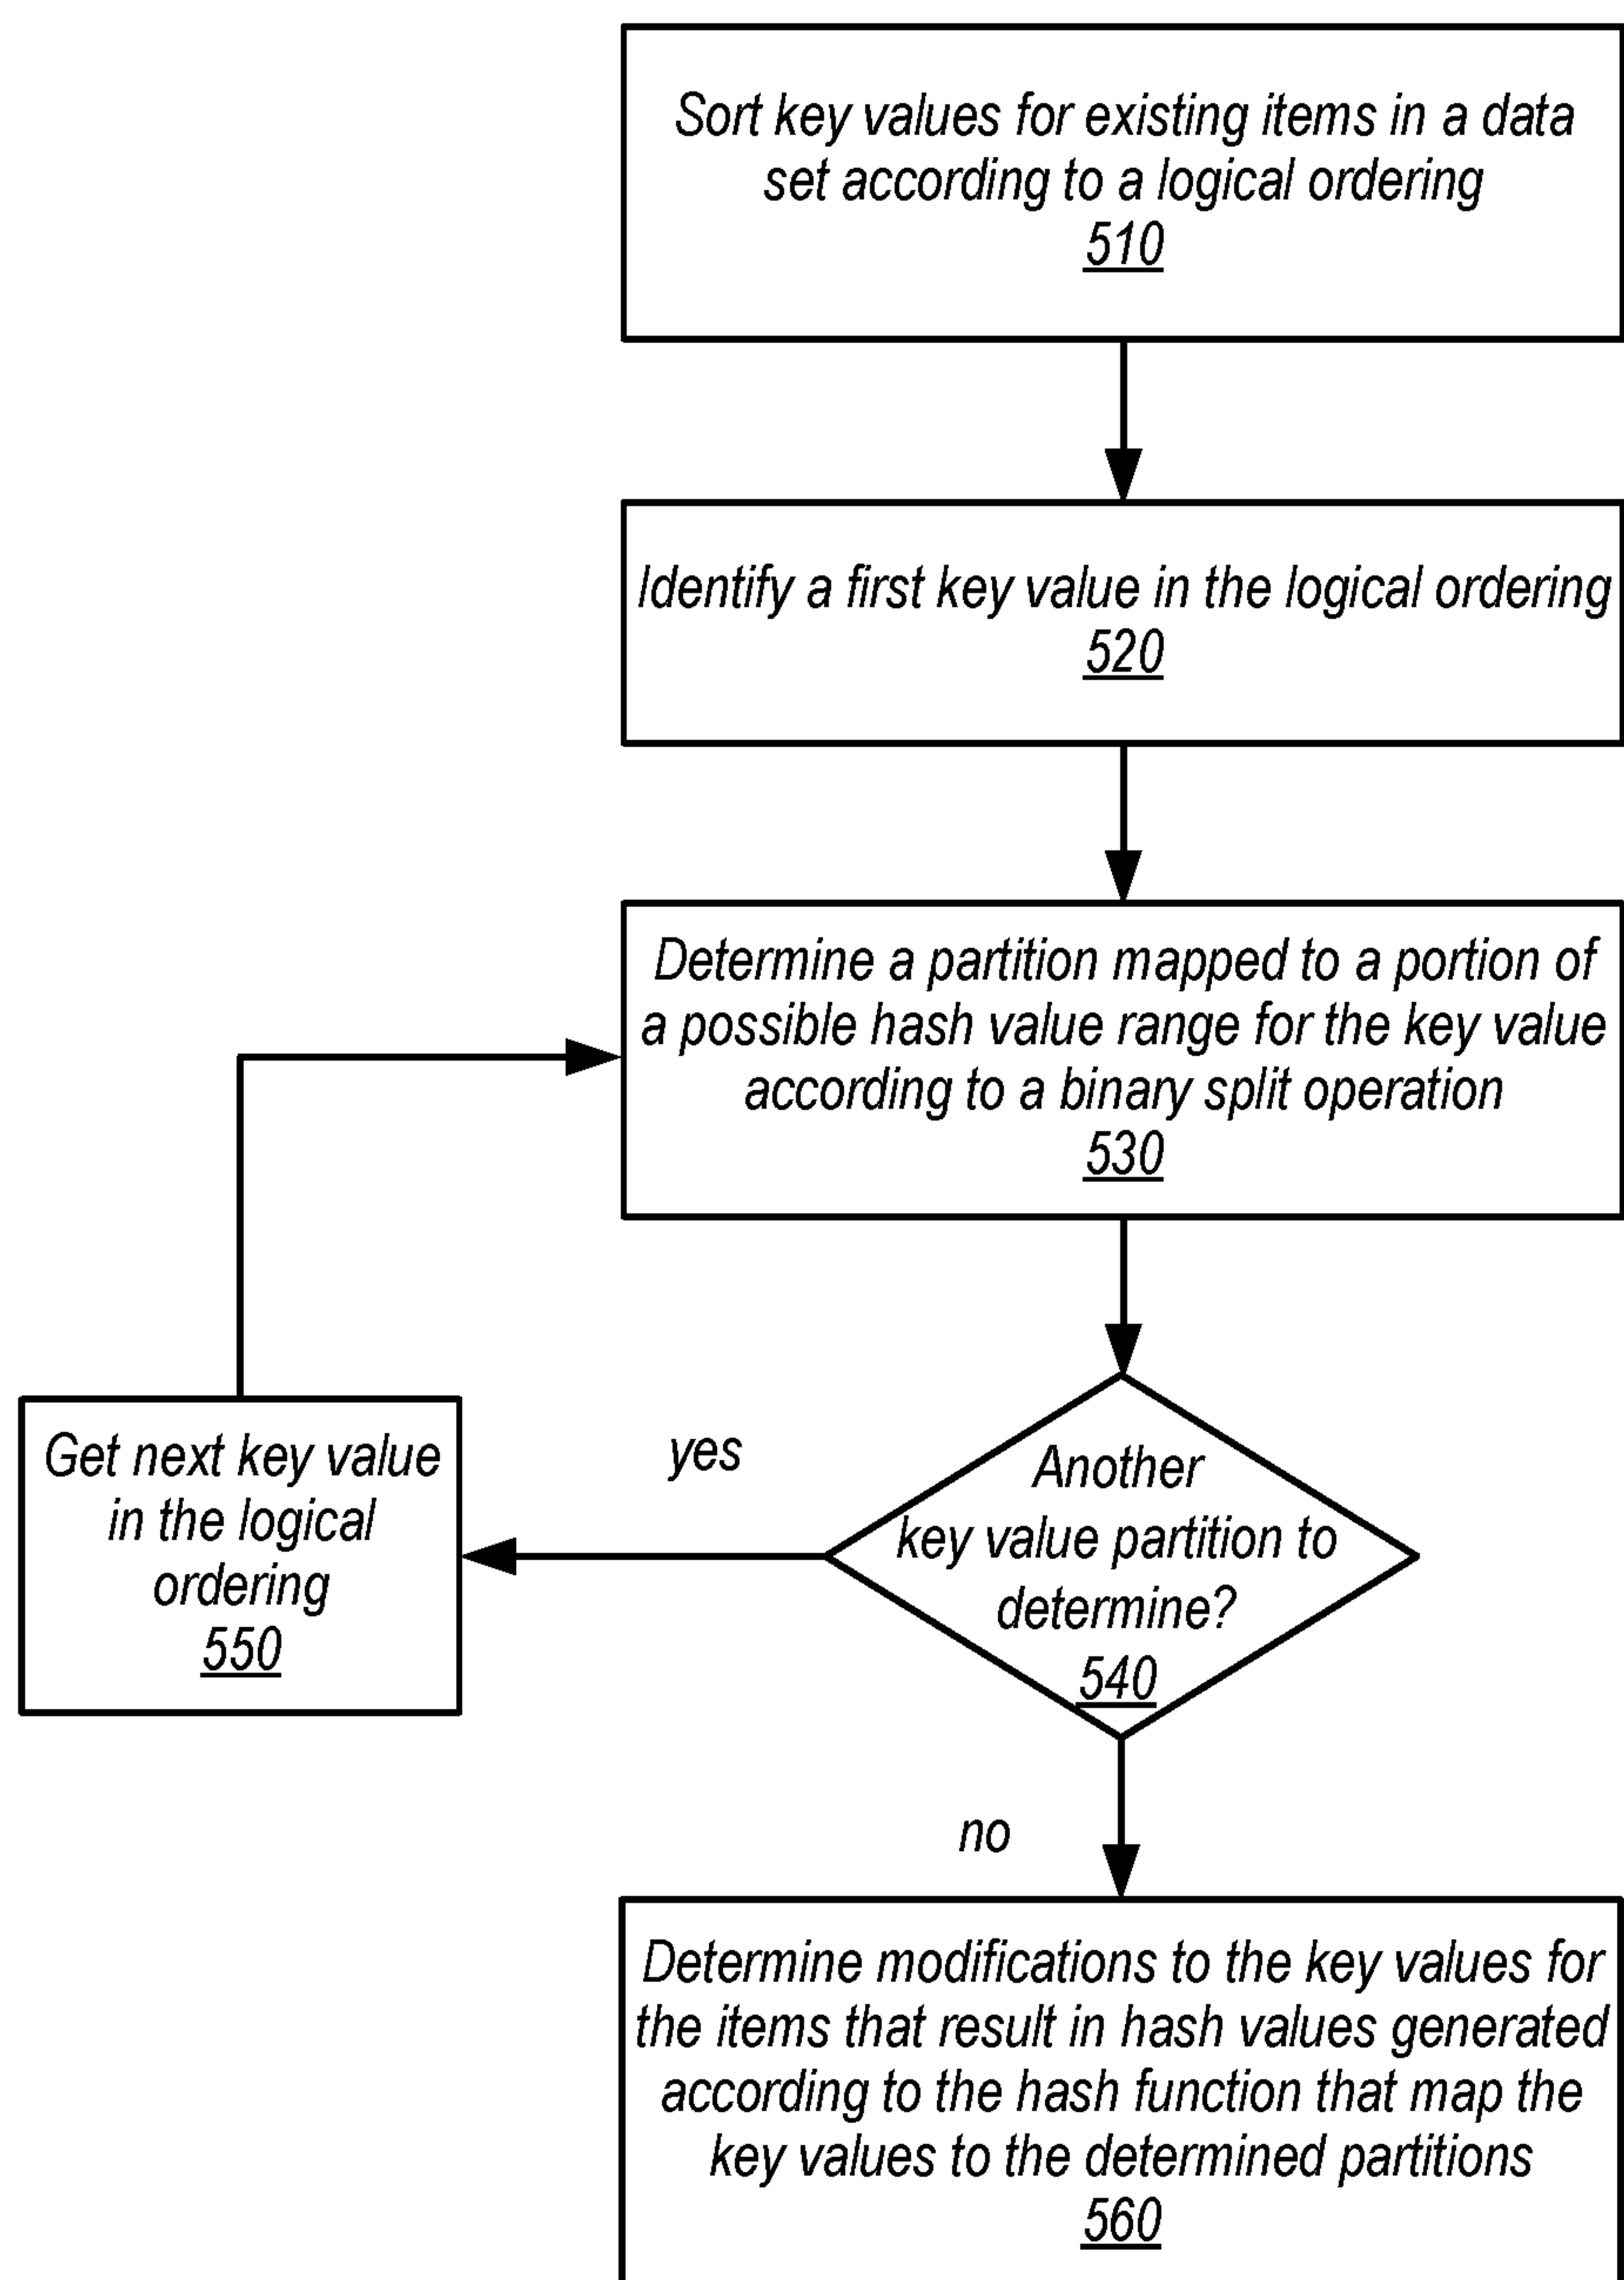 Sort key values for existing items in a data
set according to a logical ordering
510
Identify a first key value in the logical ordering
520
Determine a partition mapped to a portion of
a possible hash value range for the key value
according to a binary split operation
530
Another
key value partition to
determine?
540
yes
Get next key value
in the logical
ordering
550
no
Determine modifications to the key values for
the items that result in hash values generated
according to the hash function that map the
key values to the determined partitions
560